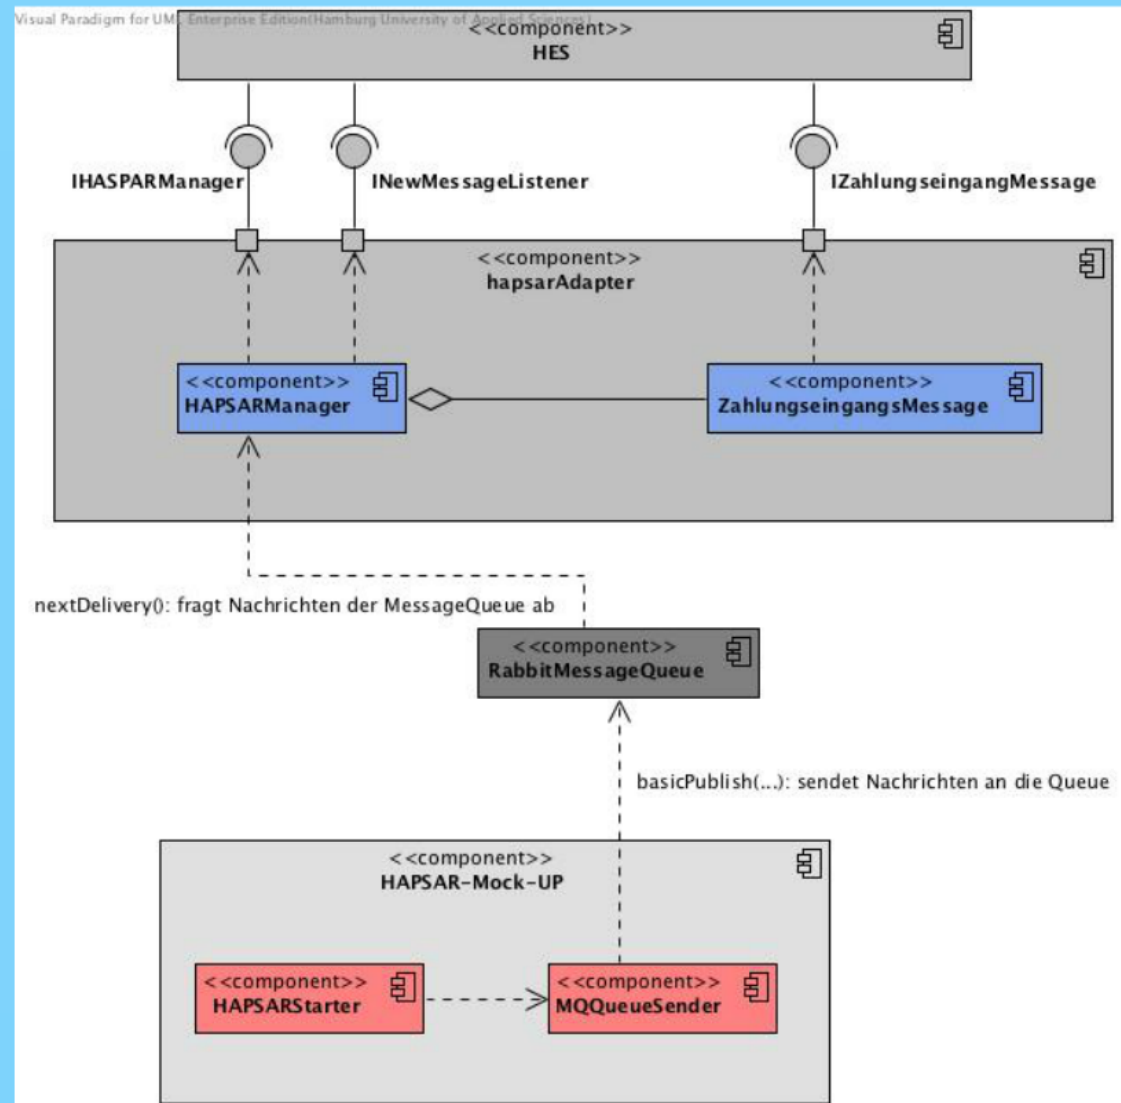 Visual Paradigm for UML Enterprise Edition(Hamburg University of Applied Sciences)
<<component>>
HES
IHASPARManager
INewMessageListener
IZahlungseingangMessage
<<component>>
hapsarAdapter
<<component>>
HAPSARManager
<<component>>
ZahlungseingangsMessage
nextDelivery(): fragt Nachrichten der MessageQueue ab
<<component>>
RabbitMessageQueue
basicPublish(...): sendet Nachrichten an die Queue
<<component>>
HAPSAR-Mock-UP
<<component>>
HAPSARStarter
<<component>>
MQQueueSender